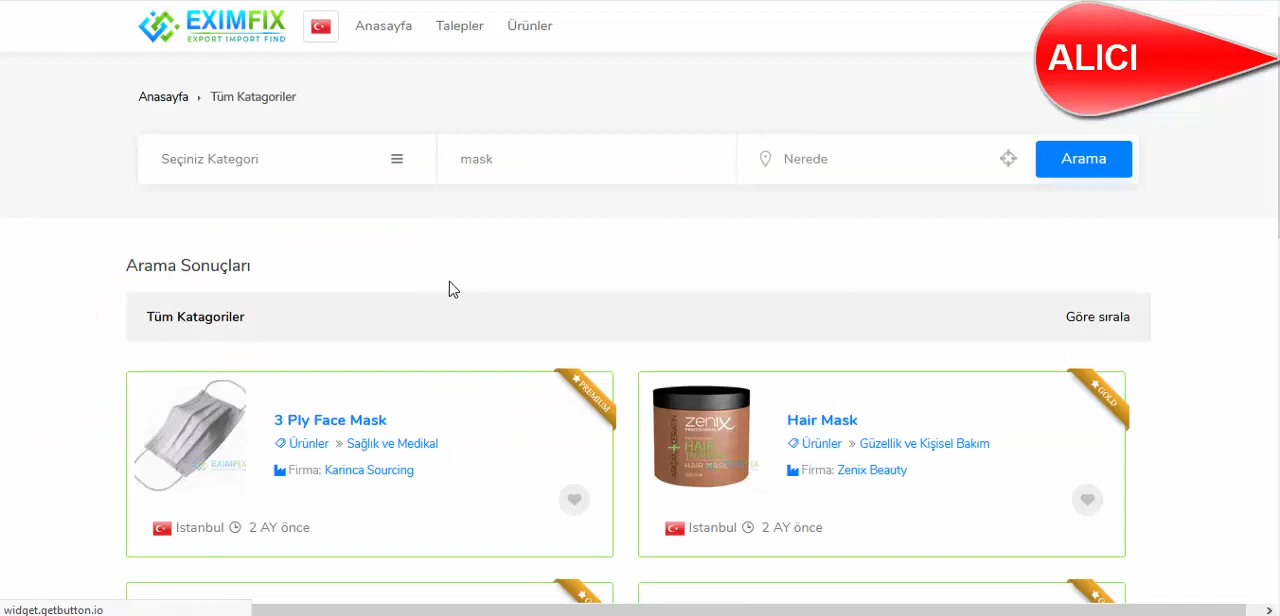 EXIMFIX
EXPORT IMPORT FIND
Anasayfa
Talepler
Ürünler
ALICI
Anasayfa › Tüm Katagoriler
Seçiniz Kategori
mask
Nerede
Arama
Arama Sonuçları
Tüm Katagoriler
Göre sırala
PREMIUM
3 Ply Face Mask
Ürünler » Sağlık ve Medikal
Firma: Karinca Sourcing
EXIMFIX
Istanbul 2 AY önce
GOLD
zenix
PROFESSIONAL
HAIR
HAIR MASK
Hair Mask
Ürünler » Güzellik ve Kişisel Bakım
Firma: Zenix Beauty
Istanbul 2 AY önce
widget.getbutton.io